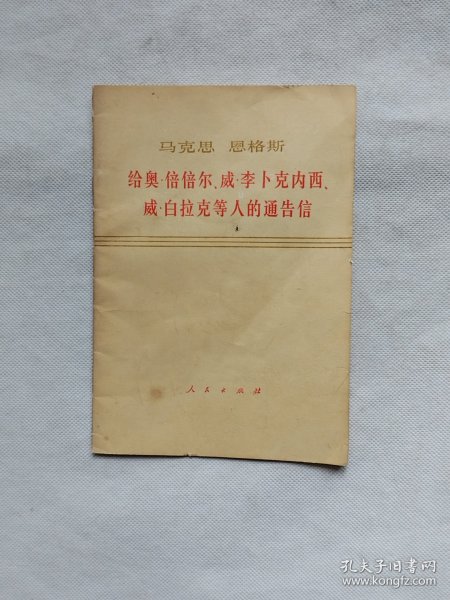 马克思 恩格斯
给奥·倍倍尔、威·李卜克内西、
威·白拉克等人的通告信
人民出版社
孔夫子旧书网
www.kongfz.com